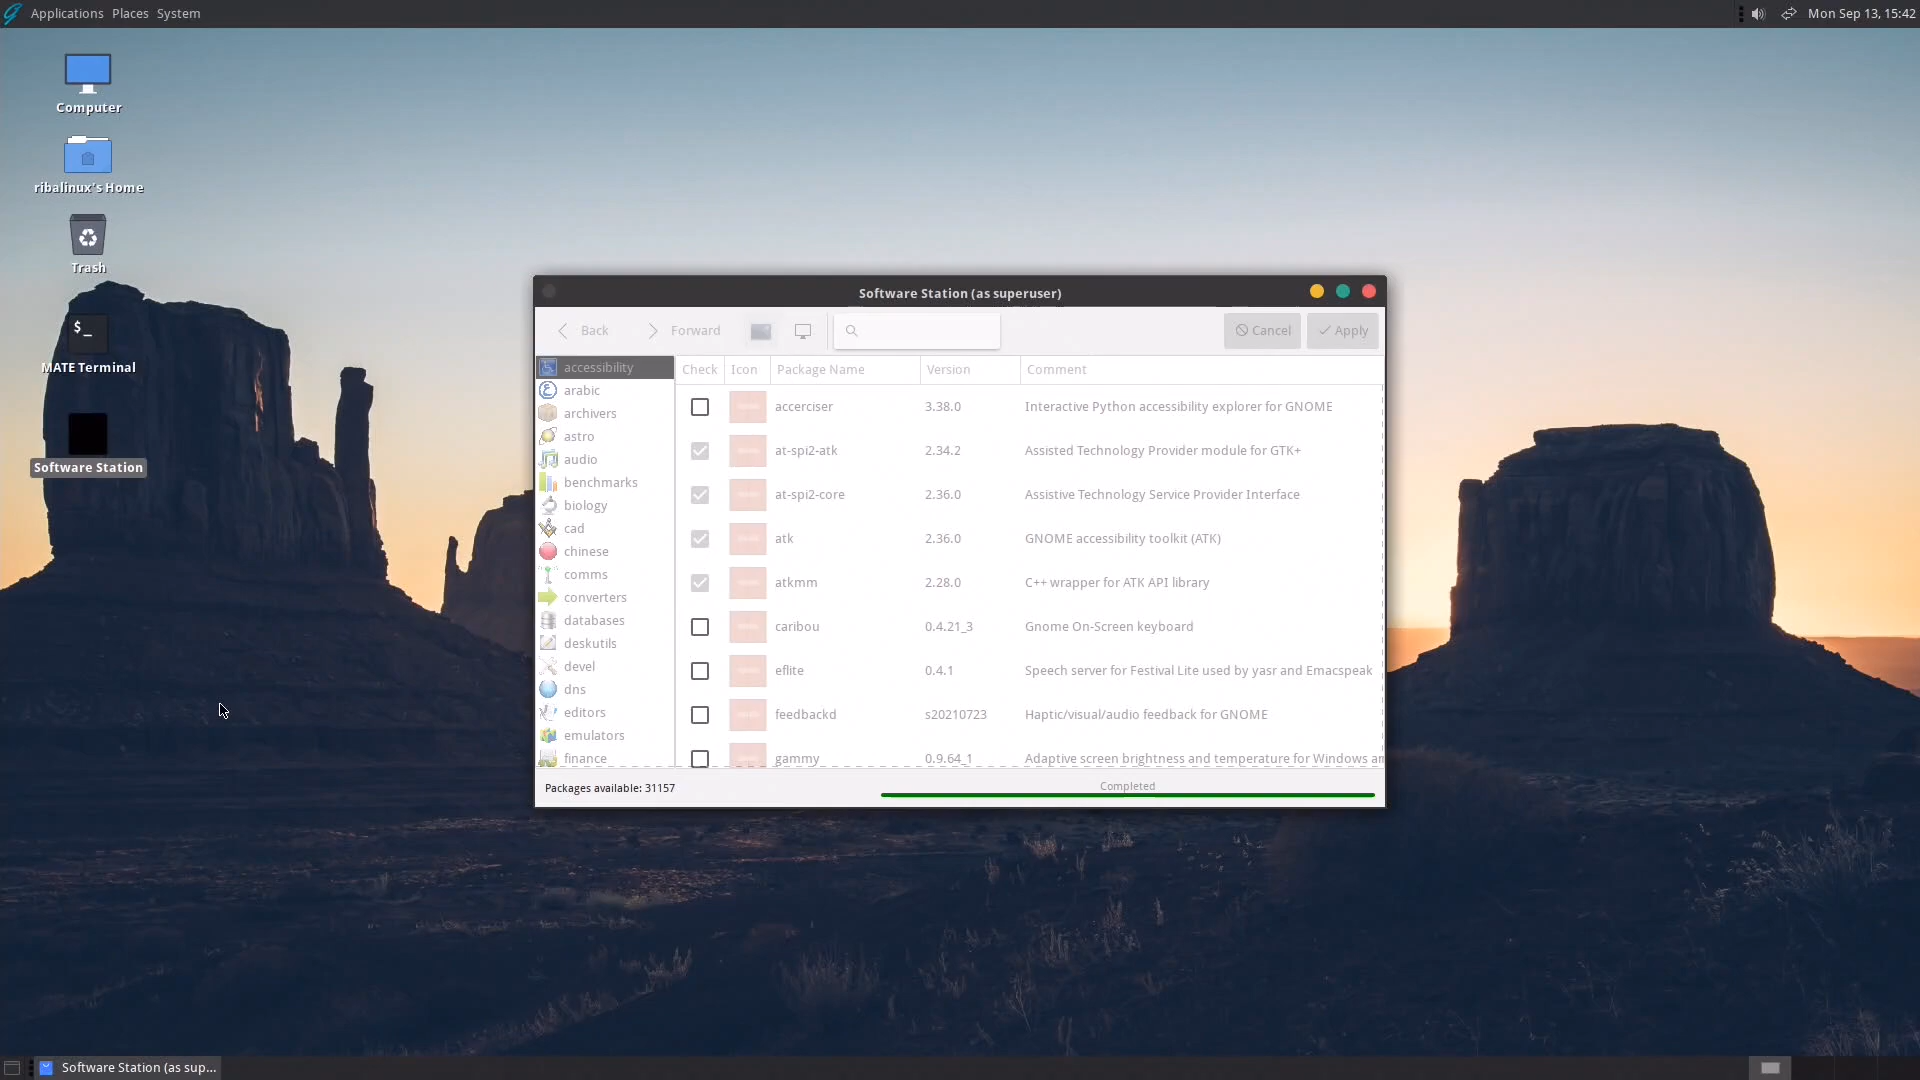 Applications Places System
Mon Sep 13, 15:42
Computer
ribalinux's Home
Trash
$_
MATE Terminal
Software Station
Software Station (as superuser)
Back Forward Cancel Apply
Check Icon Package Name Version Comment
accessibility
arabic
archivers
astro
audio
benchmarks
biology
cad
chinese
comms
converters
databases
deskutils
devel
dns
editors
emulators
finance
accerciser 3.38.0 Interactive Python accessibility explorer for GNOME
at-spi2-atk 2.34.2 Assisted Technology Provider module for GTK+
at-spi2-core 2.36.0 Assistive Technology Service Provider Interface
atk 2.36.0 GNOME accessibility toolkit (ATK)
atkmm 2.28.0 C++ wrapper for ATK API library
caribou 0.4.21_3 Gnome On-Screen keyboard
eflite 0.4.1 Speech server for Festival Lite used by yasr and Emacspeak
feedbackd s20210723 Haptic/visual/audio feedback for GNOME
gammy 0.9.64_1 Adaptive screen brightness and temperature for Windows an
Packages available: 31157
Completed
Software Station (as sup...